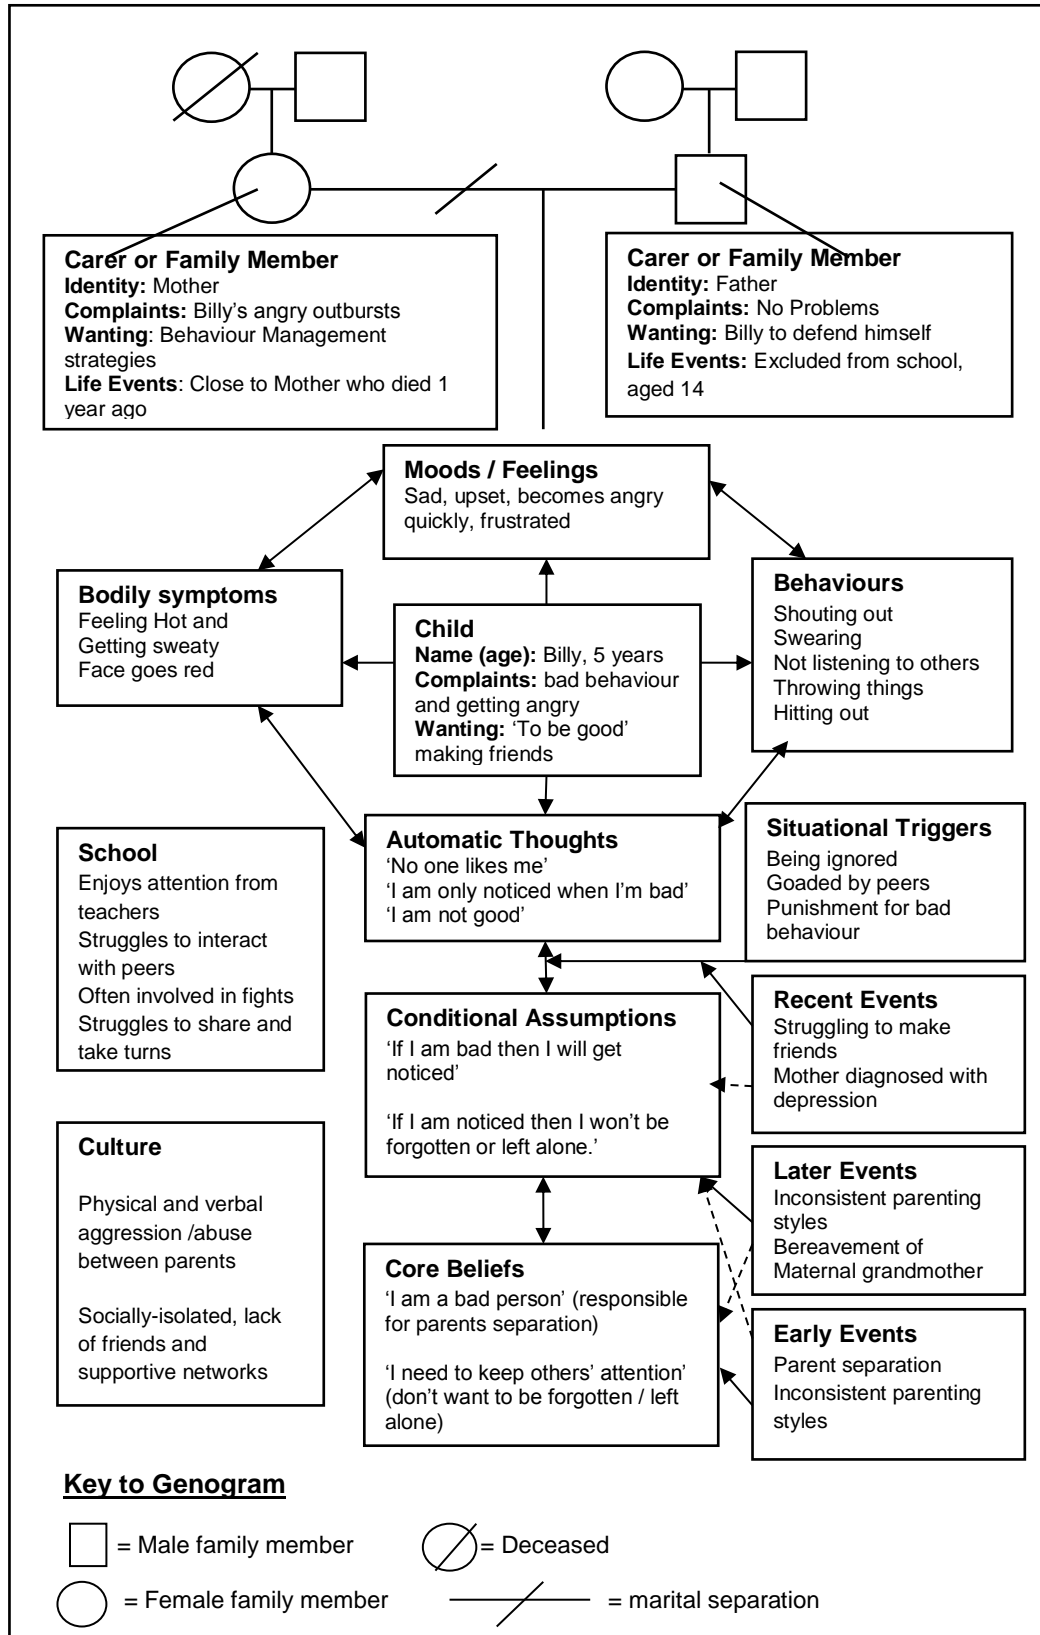 Carer or Family Member
Identity: Mother
Complaints: Billy’s angry outbursts
Wanting: Behaviour Management
strategies
Life Events: Close to Mother who died 1
year ago
Carer or Family Member
Identity: Father
Complaints: No Problems
Wanting: Billy to defend himself
Life Events: Excluded from school,
aged 14
Moods / Feelings
Sad, upset, becomes angry
quickly, frustrated
Bodily symptoms
Feeling Hot and
Getting sweaty
Face goes red
Child
Name (age): Billy, 5 years
Complaints: bad behaviour
and getting angry
Wanting: ‘To be good’
making friends
Behaviours
Shouting out
Swearing
Not listening to others
Throwing things
Hitting out
School
Enjoys attention from
teachers
Struggles to interact
with peers
Often involved in fights
Struggles to share and
take turns
Automatic Thoughts
‘No one likes me’
‘I am only noticed when I’m bad’
‘I am not good’
Situational Triggers
Being ignored
Goaded by peers
Punishment for bad
behaviour
Conditional Assumptions
‘If I am bad then I will get
noticed’
‘If I am noticed then I won’t be
forgotten or left alone.’
Recent Events
Struggling to make
friends
Mother diagnosed with
depression
Culture
Physical and verbal
aggression /abuse
between parents
Socially-isolated, lack
of friends and
supportive networks
Later Events
Inconsistent parenting
styles
Bereavement of
Maternal grandmother
Core Beliefs
‘I am a bad person’ (responsible
for parents separation)
‘I need to keep others’ attention’
(don’t want to be forgotten / left
alone)
Early Events
Parent separation
Inconsistent parenting
styles
Key to Genogram
= Male family member
= Deceased
= Female family member
= marital separation